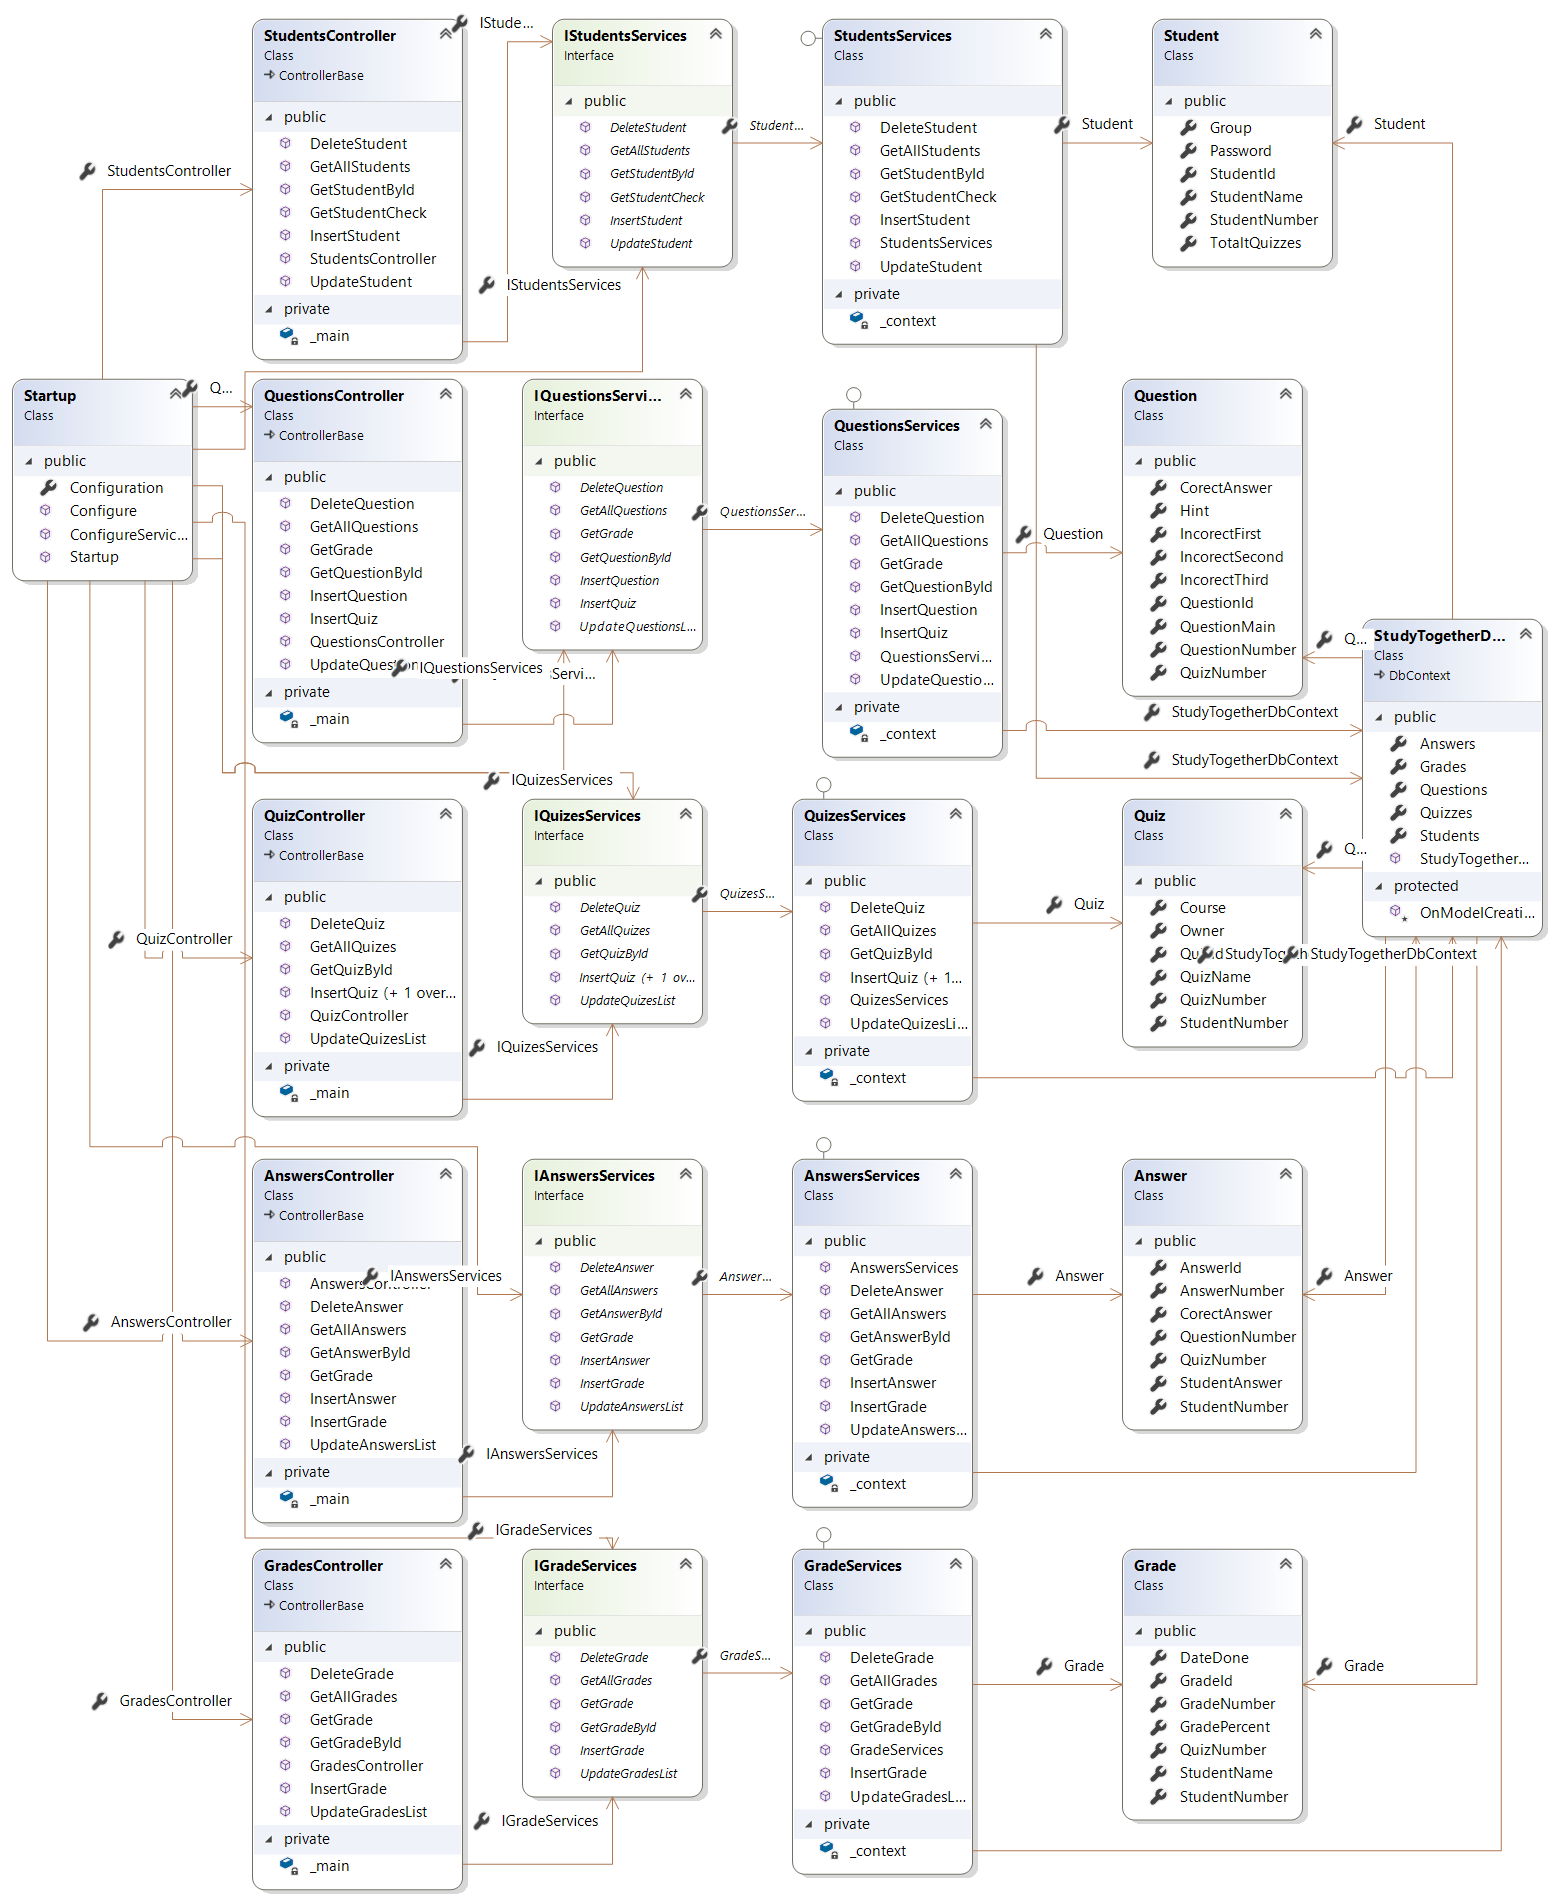 StudentsController
Class
ControllerBase
public
DeleteStudent
GetAllStudents
GetStudentById
GetStudentCheck
InsertStudent
StudentsController
UpdateStudent
private
_main
IStude...
IStudentsServices
Interface
public
DeleteStudent
GetAllStudents
GetStudentById
GetStudentCheck
InsertStudent
UpdateStudent
Student...
StudentsServices
Class
public
DeleteStudent
GetAllStudents
GetStudentById
GetStudentCheck
InsertStudent
StudentsServices
UpdateStudent
private
_context
Student
Student
Class
public
Group
Password
StudentId
StudentName
StudentNumber
TotaltQuizzes
Student
StudentsController
IStudentsServices
Startup
Class
public
Configuration
Configure
ConfigureServic...
Startup
Q...
QuestionsController
Class
ControllerBase
public
DeleteQuestion
GetAllQuestions
GetGrade
GetQuestionById
InsertQuestion
InsertQuiz
QuestionsController
private
_main
IQuestionsServices
IQuestionsServi...
Interface
public
DeleteQuestion
GetAllQuestions
GetGrade
GetQuestionById
InsertQuestion
InsertQuiz
UpdateQuestionsL...
QuestionsSer...
QuestionsServices
Class
public
DeleteQuestion
GetAllQuestions
GetGrade
GetQuestionById
InsertQuestion
InsertQuiz
QuestionsServi...
UpdateQuestio...
private
_context
Question
Question
Class
public
CorectAnswer
Hint
IncorectFirst
IncorectSecond
IncorectThird
QuestionId
QuestionMain
QuestionNumber
QuizNumber
Q...
StudyTogetherDbContext
StudyTogetherDbContext
StudyTogetherD...
Class
DbContext
public
Answers
Grades
Questions
Quizzes
Students
StudyTogether...
protected
OnModelCreati...
IQuizesServices
QuizController
Class
ControllerBase
public
DeleteQuiz
GetAllQuizes
GetQuizById
InsertQuiz (+ 1 over...
QuizController
UpdateQuizesList
private
_main
QuizController
IQuizesServices
IQuizesServices
Interface
public
DeleteQuiz
GetAllQuizes
GetQuizById
InsertQuiz (+ 1 ov...
UpdateQuizesList
QuizesS...
QuizesServices
Class
public
DeleteQuiz
GetAllQuizes
GetQuizById
InsertQuiz (+ 1...
QuizesServices
UpdateQuizesLi...
private
_context
Quiz
Quiz
Class
public
Course
Owner
QuizName
QuizNumber
StudentNumber
Q...
StudyTogetherDbContext
AnswersController
Class
ControllerBase
public
DeleteAnswer
GetAllAnswers
GetAnswerById
GetGrade
InsertAnswer
InsertGrade
UpdateAnswersList
private
_main
AnswersController
IAnswersServices
IAnswersServices
IAnswersServices
Interface
public
DeleteAnswer
GetAllAnswers
GetAnswerById
GetGrade
InsertAnswer
InsertGrade
UpdateAnswersList
Answer...
AnswersServices
Class
public
AnswersServices
DeleteAnswer
GetAllAnswers
GetAnswerById
GetGrade
InsertAnswer
InsertGrade
UpdateAnswers...
private
_context
Answer
Answer
Class
public
AnswerId
AnswerNumber
CorectAnswer
QuestionNumber
QuizNumber
StudentAnswer
StudentNumber
Answer
IGradeServices
GradesController
Class
ControllerBase
public
DeleteGrade
GetAllGrades
GetGrade
GetGradeById
GradesController
InsertGrade
UpdateGradesList
private
_main
GradesController
IGradeServices
IGradeServices
Interface
public
DeleteGrade
GetAllGrades
GetGrade
GetGradeById
InsertGrade
UpdateGradesList
GradeS...
GradeServices
Class
public
DeleteGrade
GetAllGrades
GetGrade
GetGradeById
GradeServices
InsertGrade
UpdateGradesL...
private
_context
Grade
Grade
Class
public
DateDone
GradeId
GradeNumber
GradePercent
QuizNumber
StudentName
StudentNumber
Grade